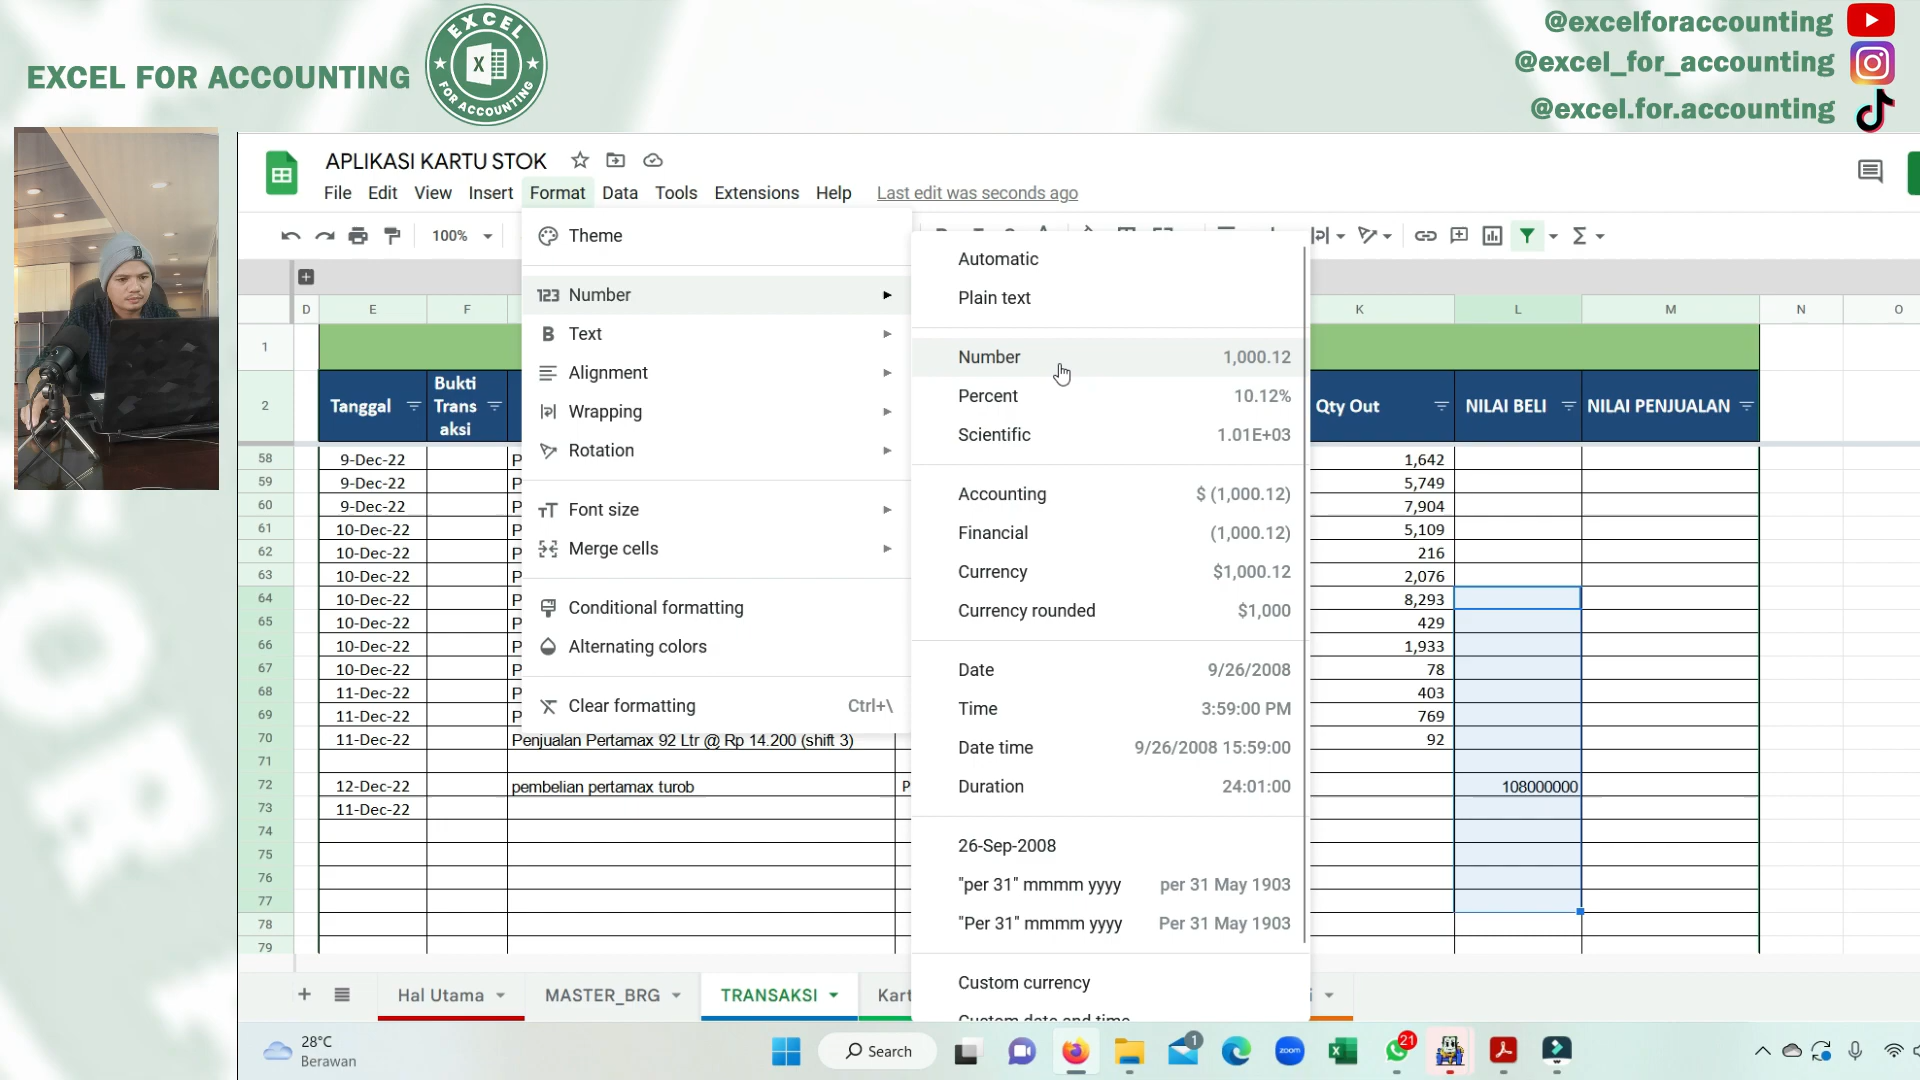 EXCEL FOR ACCOUNTING
EXCEL
FOR ACCOUNTING
@excelforaccounting
@excel_for_accounting
@excel.for.accounting
APLIKASI KARTU STOK
File Edit View Insert Format Data Tools Extensions Help Last edit was seconds ago
100%
Theme
123 Number
Text
Alignment
Wrapping
Rotation
Font size
Merge cells
Conditional formatting
Alternating colors
Clear formatting Ctrl+\
Automatic
Plain text
Number 1,000.12
Percent 10.12%
Scientific 1.01E+03
Accounting $ (1,000.12)
Financial (1,000.12)
Currency $1,000.12
Currency rounded $1,000
Date 9/26/2008
Time 3:59:00 PM
Date time 9/26/2008 15:59:00
Duration 24:01:00
26-Sep-2008
"per 31" mmmm yyyy per 31 May 1903
"Per 31" mmmm yyyy Per 31 May 1903
Custom currency
Custom date and time
D E F K L M N O
1
2 Tanggal Bukti Trans aksi Qty Out NILAI BELI NILAI PENJUALAN
58 9-Dec-22 P 1,642
59 9-Dec-22 P 5,749
60 9-Dec-22 P 7,904
61 10-Dec-22 P 5,109
62 10-Dec-22 P 216
63 10-Dec-22 P 2,076
64 10-Dec-22 P 8,293
65 10-Dec-22 P 429
66 10-Dec-22 P 1,933
67 10-Dec-22 P 78
68 11-Dec-22 P 403
69 11-Dec-22 P 769
70 11-Dec-22 Penjualan Pertamax 92 Ltr @ Rp 14.200 (shift 3) 92
71
72 12-Dec-22 pembelian pertamax turob P 108000000
73 11-Dec-22
74
75
76
77
78
79
Hal Utama MASTER_BRG TRANSAKSI Kart i
28°C
Berawan
Search
1
zoom
21